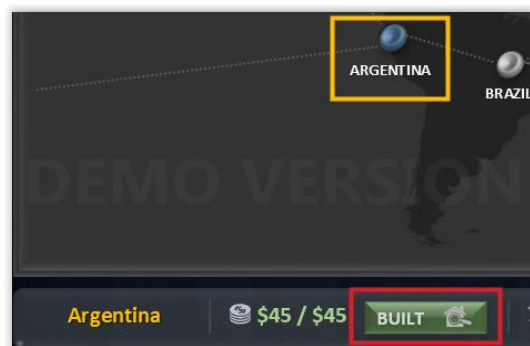 ARGENTINA
BRAZIL
DEMO VERSION
Argentina
$45 / $45
BUILT